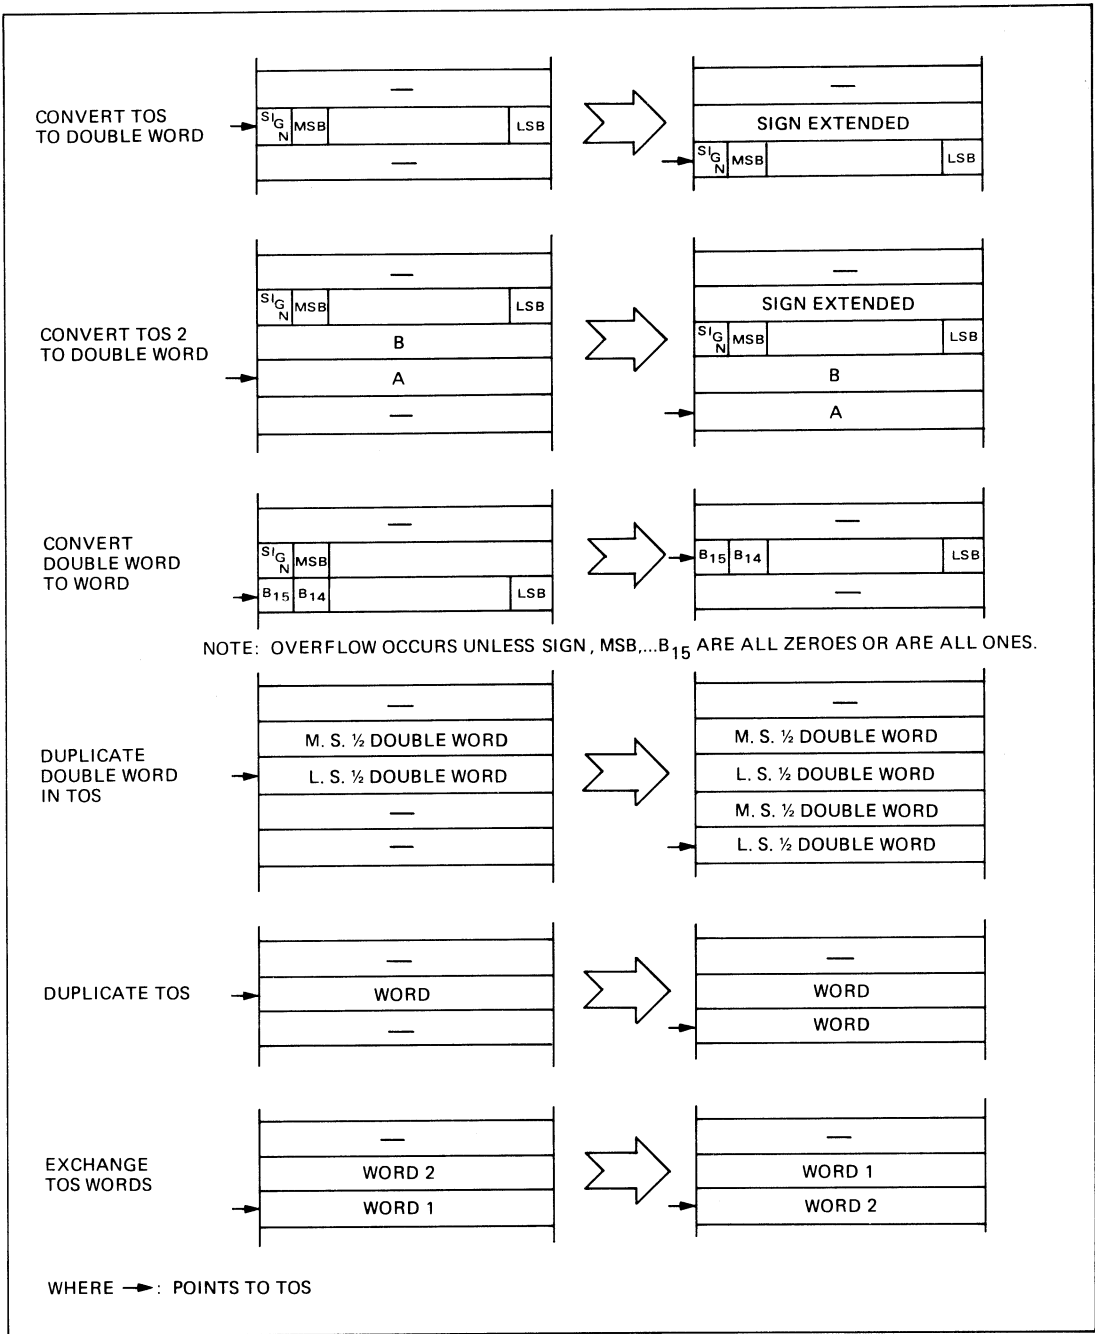 CONVERT TOS
TO DOUBLE WORD
—
SIGN MSB LSB
—
—
SIGN EXTENDED
SIGN MSB LSB
CONVERT TOS 2
TO DOUBLE WORD
—
SIGN MSB LSB
B
A
—
—
SIGN EXTENDED
SIGN MSB LSB
B
A
CONVERT
DOUBLE WORD
TO WORD
—
SIGN MSB
B15 B14 LSB
—
B15 B14 LSB
—
NOTE: OVERFLOW OCCURS UNLESS SIGN, MSB,...B15 ARE ALL ZEROES OR ARE ALL ONES.
DUPLICATE
DOUBLE WORD
IN TOS
—
M. S. ½ DOUBLE WORD
L. S. ½ DOUBLE WORD
—
—
—
M. S. ½ DOUBLE WORD
L. S. ½ DOUBLE WORD
M. S. ½ DOUBLE WORD
L. S. ½ DOUBLE WORD
DUPLICATE TOS
—
WORD
—
—
WORD
WORD
EXCHANGE
TOS WORDS
—
WORD 2
WORD 1
—
WORD 1
WORD 2
WHERE →: POINTS TO TOS